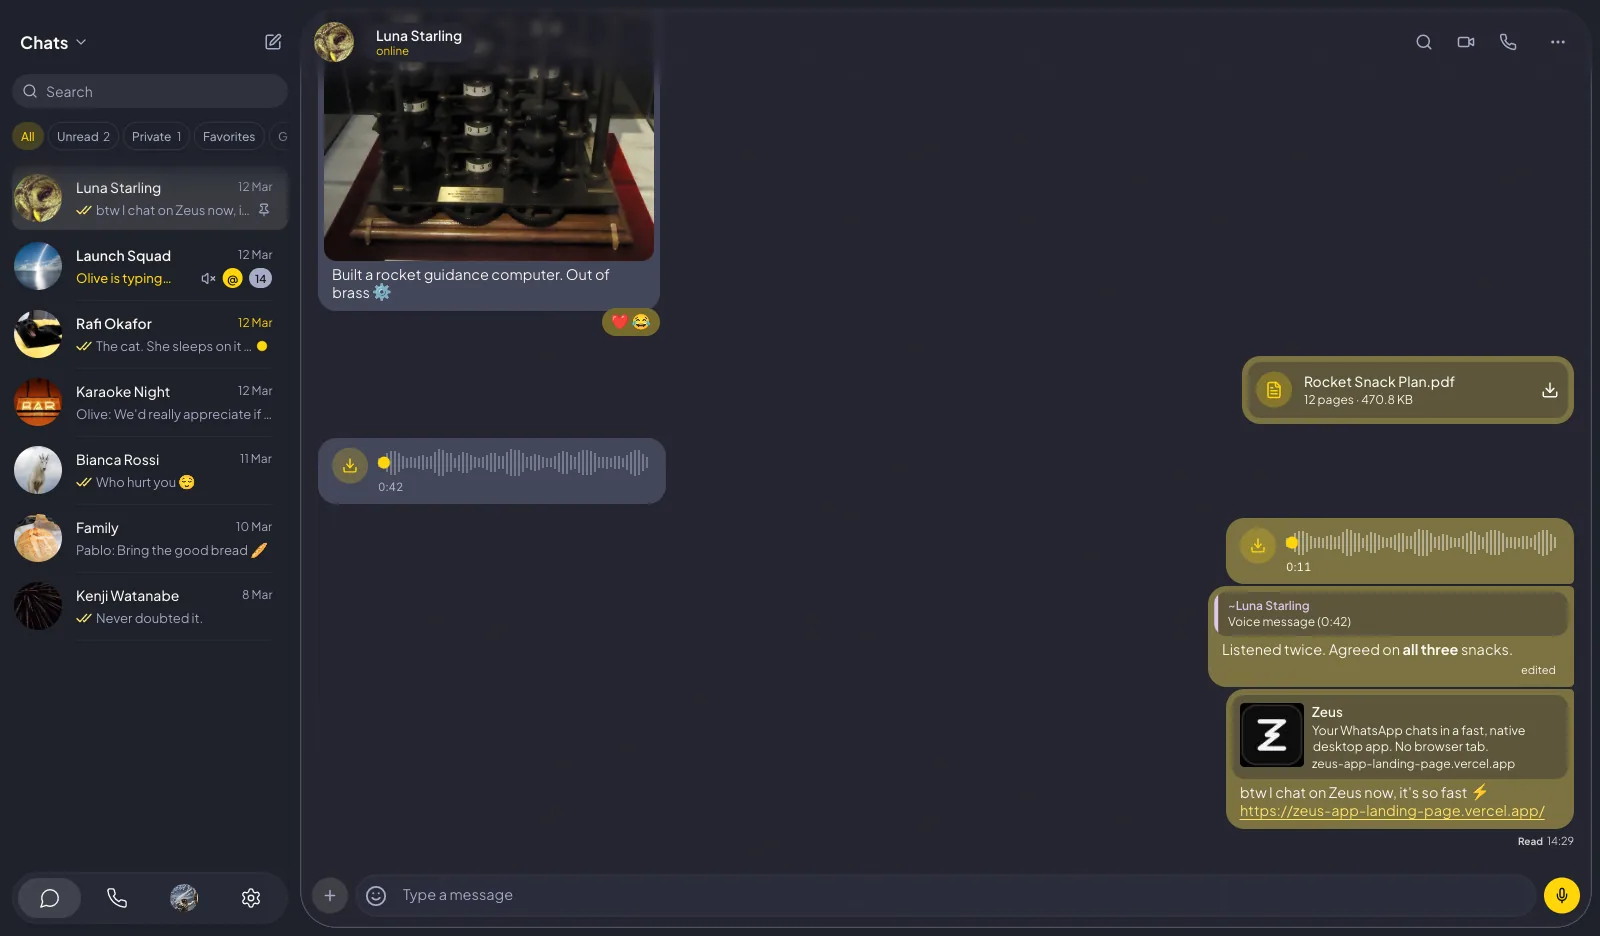 Chats
Search
All
Unread 2
Private 1
Favorites
G
Luna Starling
12 Mar
btw I chat on Zeus now, i...
Launch Squad
12 Mar
Olive is typing...
@
14
Rafi Okafor
12 Mar
The cat. She sleeps on it ...
Karaoke Night
12 Mar
Olive: We'd really appreciate if ...
BAR
Bianca Rossi
11 Mar
Who hurt you 😌
Family
10 Mar
Pablo: Bring the good bread 🥖
Kenji Watanabe
8 Mar
Never doubted it.
Luna Starling
online
Built a rocket guidance computer. Out of
brass ⚙️
❤️😂
Rocket Snack Plan.pdf
12 pages · 470.8 KB
0:42
0:11
~Luna Starling
Voice message (0:42)
Listened twice. Agreed on all three snacks.
edited
Zeus
Your WhatsApp chats in a fast, native
desktop app. No browser tab.
zeus-app-landing-page.vercel.app
btw I chat on Zeus now, it's so fast ⚡
https://zeus-app-landing-page.vercel.app/
Read 14:29
Type a message